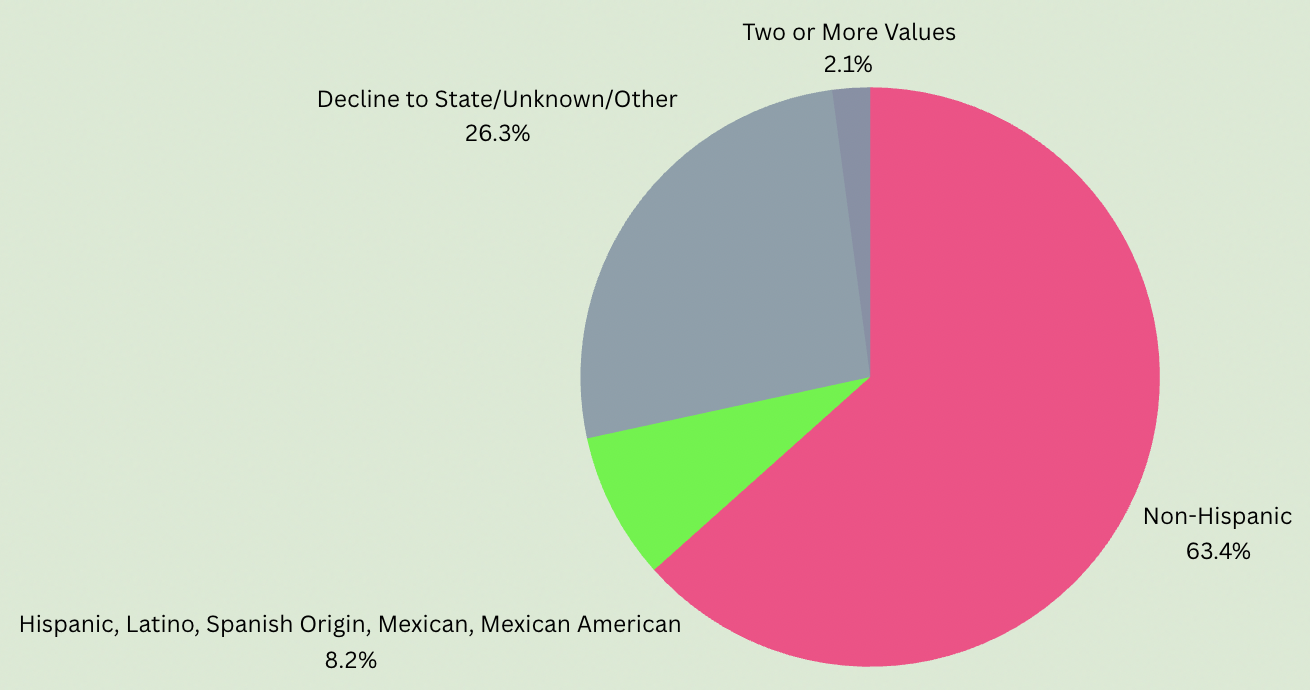 Two or More Values
2.1%
Decline to State/Unknown/Other
26.3%
Non-Hispanic
63.4%
Hispanic, Latino, Spanish Origin, Mexican, Mexican American
8.2%